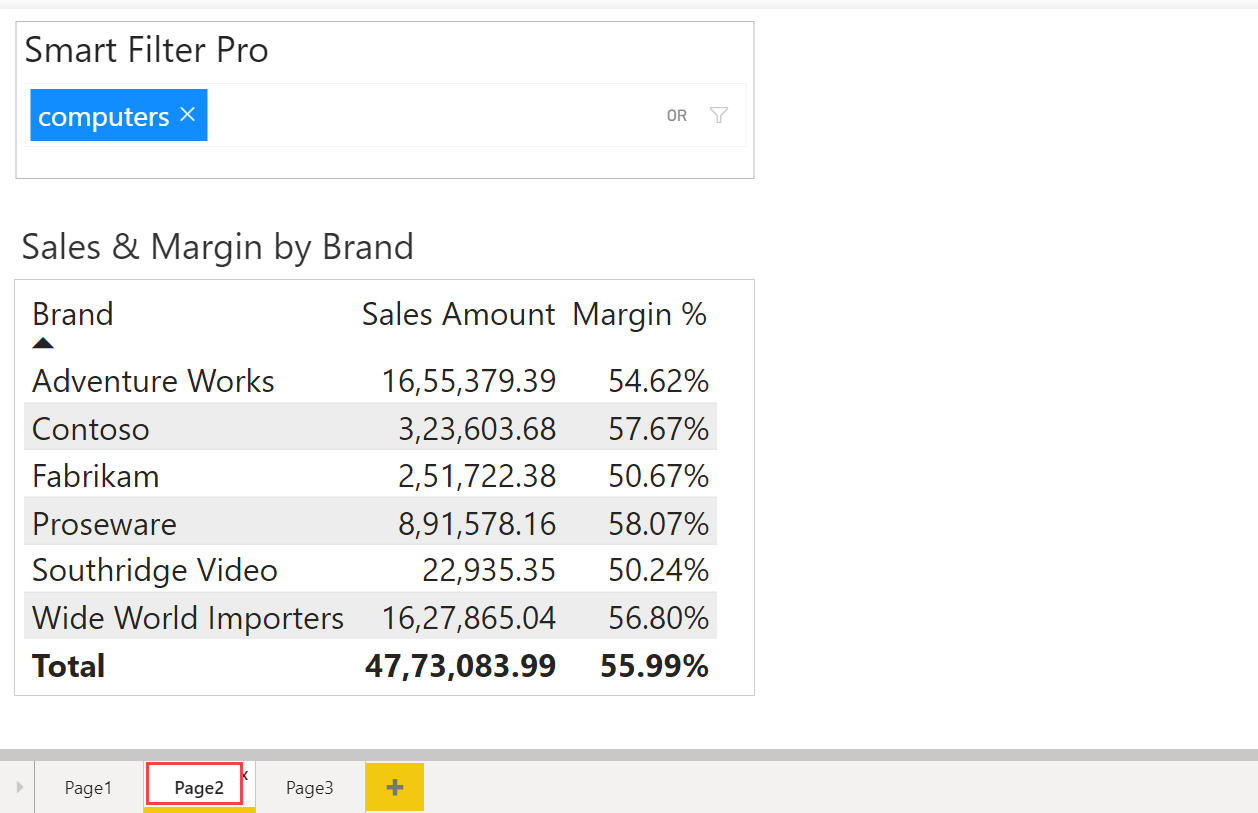 Smart Filter Pro
computers ×
OR
Sales & Margin by Brand
Brand Sales Amount Margin %
Adventure Works 16,55,379.39 54.62%
Contoso 3,23,603.68 57.67%
Fabrikam 2,51,722.38 50.67%
Proseware 8,91,578.16 58.07%
Southridge Video 22,935.35 50.24%
Wide World Importers 16,27,865.04 56.80%
Total 47,73,083.99 55.99%
Page1 Page2 x Page3 +